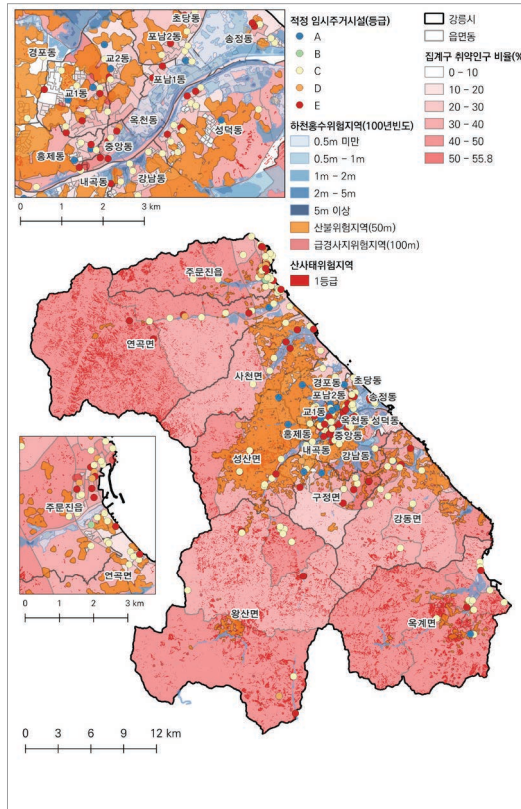 초당동
송정동
경포동
교2동
포남2동
포남1동
교1동
옥천동
성덕동
홍제동
중앙동
내곡동
강남동
0 1 2 3 km
적정 임시주거시설(등급)
A
B
C
D
E
하천홍수위험지역(100년빈도)
0.5m 미만
0.5m - 1m
1m - 2m
2m - 5m
5m 이상
산불위험지역(50m)
급경사지위험지역(100m)
산사태위험지역
1등급
강릉시
읍면동
집계구 취약인구 비율(%
0 - 10
10 - 20
20 - 30
30 - 40
40 - 50
50 - 55.8
주문진읍
연곡면
사천면
경포동
초당동
포남2동
송정동
교1동
옥천동
성덕동
홍제동
중앙동
내곡동
강남동
성산면
구정면
강동면
왕산면
옥계면
주문진읍
연곡면
0 1 2 3 km
0 3 6 9 12 km